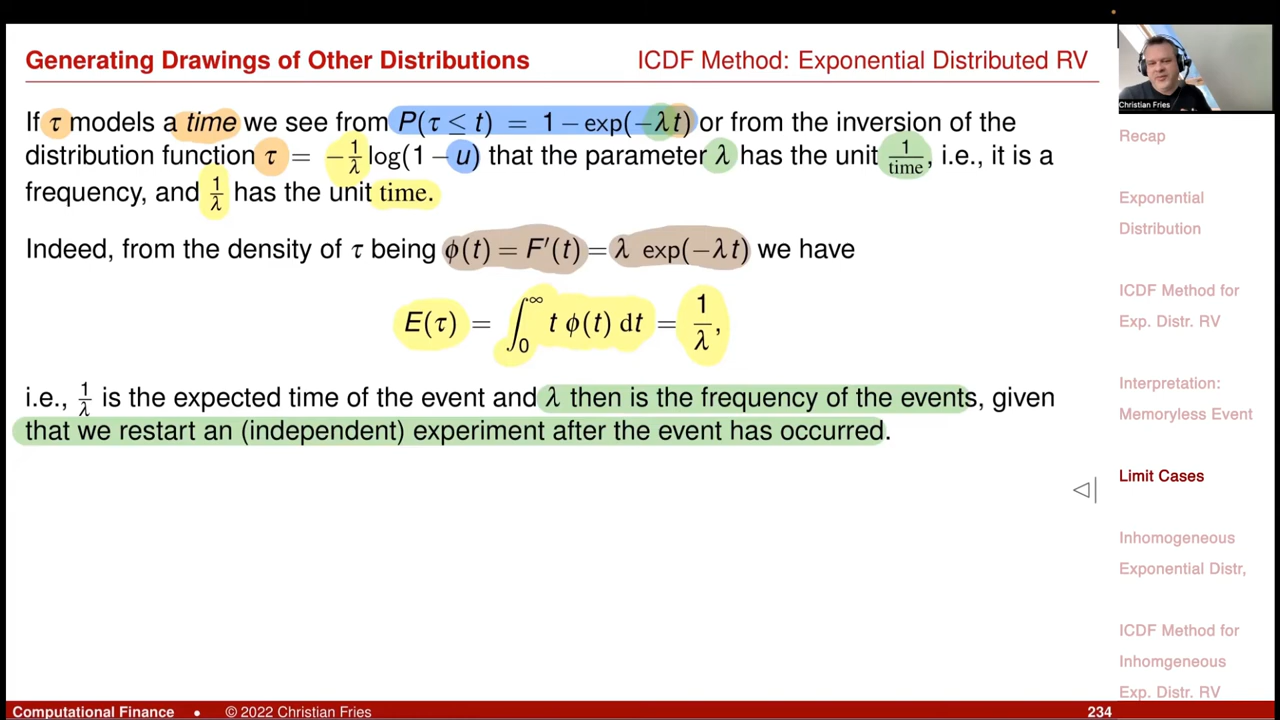 Generating Drawings of Other Distributions
ICDF Method: Exponential Distributed RV
If τ models a time we see from P(τ ≤ t) = 1 − exp(−λt) or from the inversion of the
distribution function τ = −1/λ log(1 − u) that the parameter λ has the unit 1/time, i.e., it is a
frequency, and 1/λ has the unit time.
Indeed, from the density of τ being ϕ(t) = F′(t) = λ exp(−λt) we have
E(τ) = ∫₀^∞ t ϕ(t) dt = 1/λ,
i.e., 1/λ is the expected time of the event and λ then is the frequency of the events, given
that we restart an (independent) experiment after the event has occurred.
Christian Fries
Recap
Exponential
Distribution
ICDF Method for
Exp. Distr. RV
Interpretation:
Memoryless Event
Limit Cases
Inhomogeneous
Exponential Distr,
ICDF Method for
Inhomgeneous
Exp. Distr. RV
Computational Finance • © 2022 Christian Fries
234